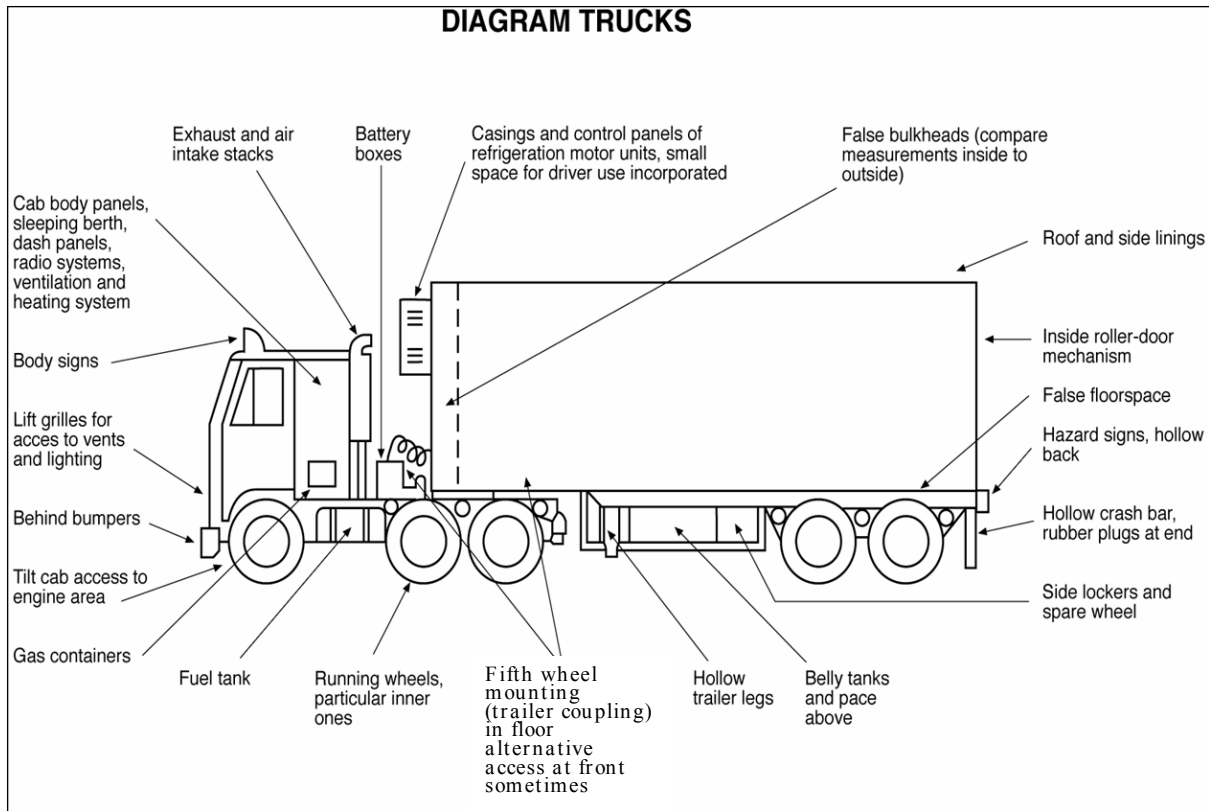 DIAGRAM TRUCKS
Exhaust and air
intake stacks
Battery
boxes
Casings and control panels of
refrigeration motor units, small
space for driver use incorporated
False bulkheads (compare
measurements inside to
outside)
Cab body panels,
sleeping berth,
dash panels,
radio systems,
ventilation and
heating system
Roof and side linings
Body signs
Inside roller-door
mechanism
Lift grilles for
acces to vents
and lighting
False floorspace
Hazard signs, hollow
back
Behind bumpers
Hollow crash bar,
rubber plugs at end
Tilt cab access to
engine area
Side lockers and
spare wheel
Gas containers
Fuel tank
Running wheels,
particular inner
ones
Fifth wheel
mounting
(trailer coupling)
in floor
alternative
access at front
sometimes
Hollow
trailer legs
Belly tanks
and pace
above